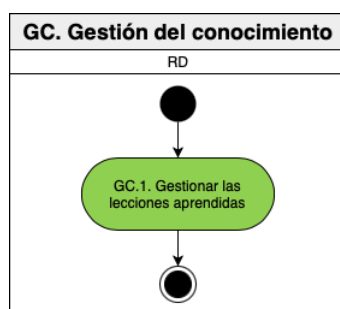 GC. Gestión del conocimiento
RD
GC.1. Gestionar las
lecciones aprendidas